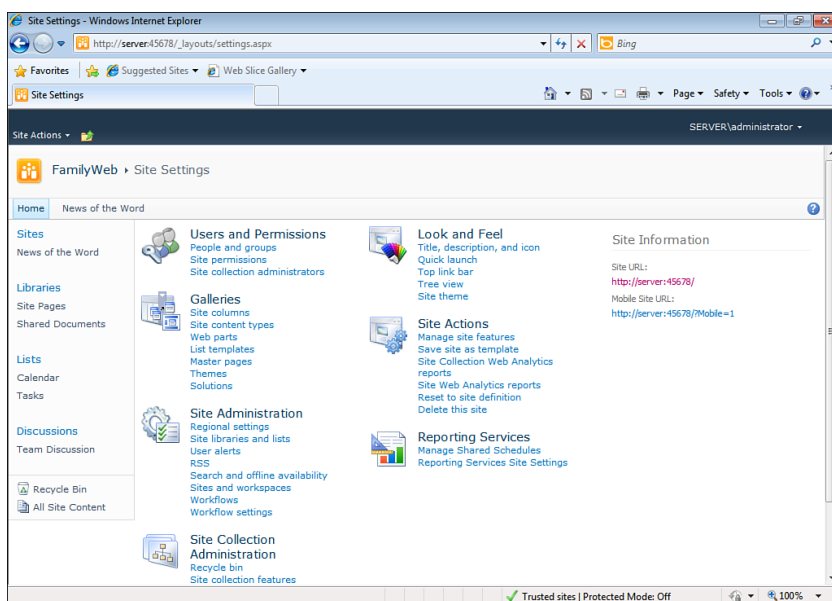 Site Settings - Windows Internet Explorer
http://server:45678/_layouts/settings.aspx
Bing
Favorites
Suggested Sites
Web Slice Gallery
Site Settings
Page
Safety
Tools
Site Actions
SERVER\administrator
FamilyWeb
Site Settings
Home
News of the Word
Sites
News of the Word
Libraries
Site Pages
Shared Documents
Lists
Calendar
Tasks
Discussions
Team Discussion
Recycle Bin
All Site Content
Users and Permissions
People and groups
Site permissions
Site collection administrators
Galleries
Site columns
Site content types
Web parts
List templates
Master pages
Themes
Solutions
Site Administration
Regional settings
Site libraries and lists
User alerts
RSS
Search and offline availability
Sites and workspaces
Workflows
Workflow settings
Site Collection
Administration
Recycle bin
Site collection features
Look and Feel
Title, description, and icon
Quick launch
Top link bar
Tree view
Site theme
Site Actions
Manage site features
Save site as template
Site Collection Web Analytics
reports
Site Web Analytics reports
Reset to site definition
Delete this site
Reporting Services
Manage Shared Schedules
Reporting Services Site Settings
Site Information
Site URL:
http://server:45678/
Mobile Site URL:
http://server:45678/?Mobile=1
Trusted sites | Protected Mode: Off
100%